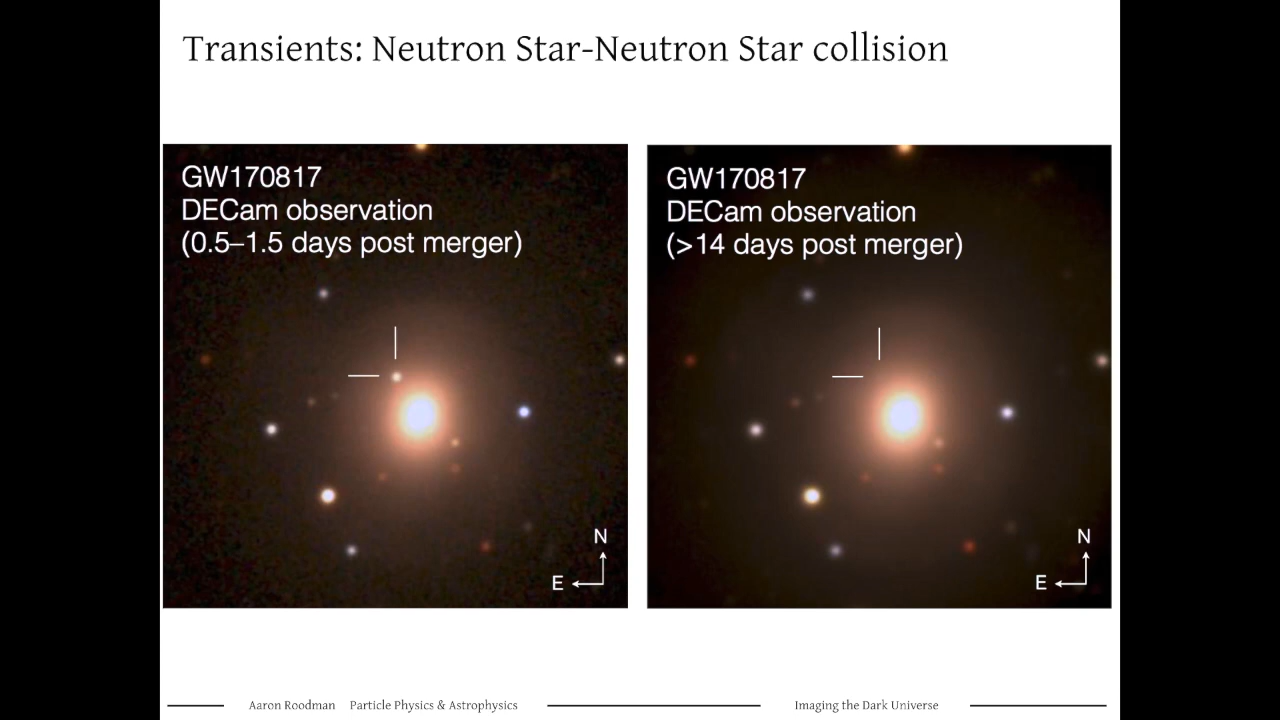 Transients: Neutron Star-Neutron Star collision
GW170817
DECam observation
(0.5–1.5 days post merger)
N
E
GW170817
DECam observation
(>14 days post merger)
N
E
Aaron Roodman Particle Physics & Astrophysics Imaging the Dark Universe